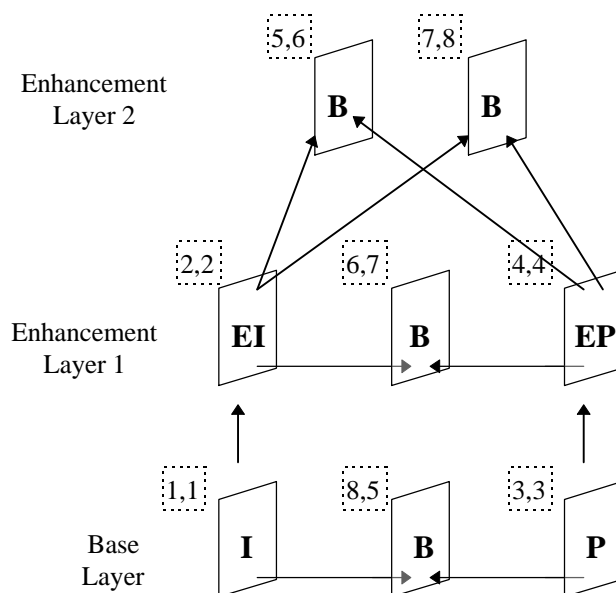 5,6
7,8
Enhancement
Layer 2
B
B
2,2
6,7
4,4
Enhancement
Layer 1
EI
B
EP
1,1
8,5
3,3
Base
Layer
I
B
P